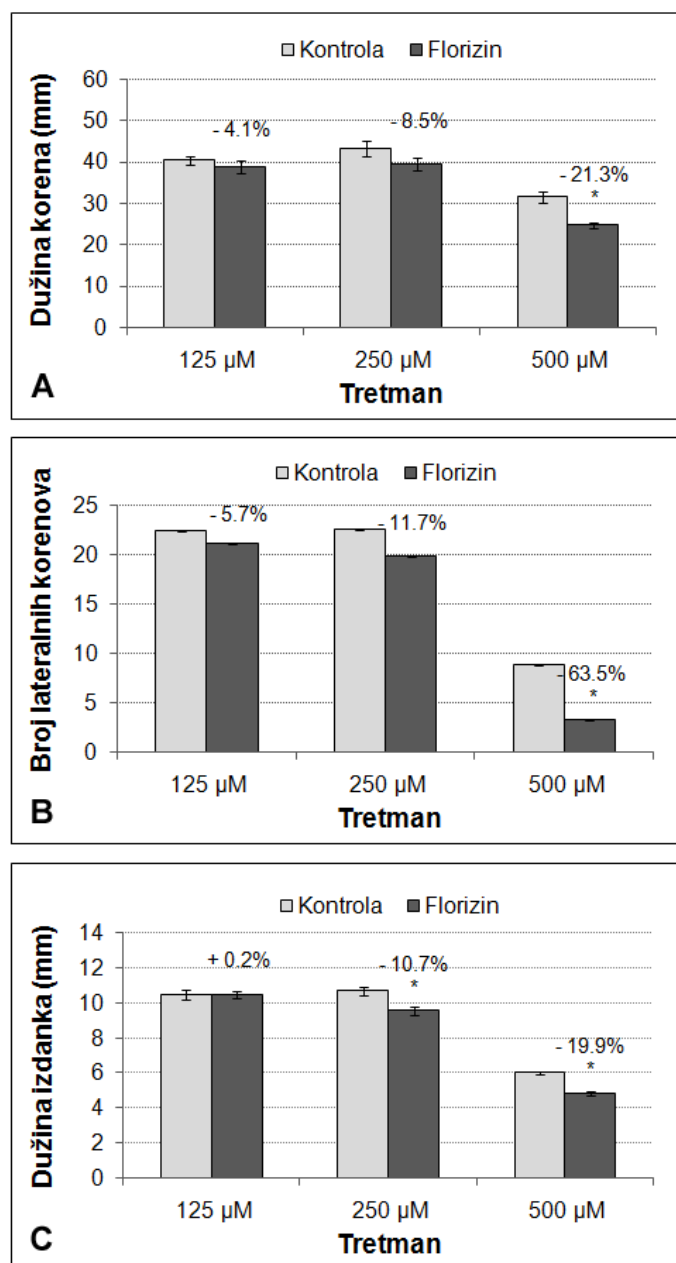 Kontrola Florizin
Dužina korena (mm)
60
50
40
30
20
10
0
- 4.1%
- 8.5%
- 21.3%
*
125 µM 250 µM 500 µM
Tretman
A
Kontrola Florizin
Broj lateralnih korenova
25
20
15
10
5
0
- 5.7%
- 11.7%
- 63.5%
*
125 µM 250 µM 500 µM
Tretman
B
Kontrola Florizin
Dužina izdanka (mm)
14
12
10
8
6
4
2
0
+ 0.2%
- 10.7%
*
- 19.9%
*
125 µM 250 µM 500 µM
Tretman
C